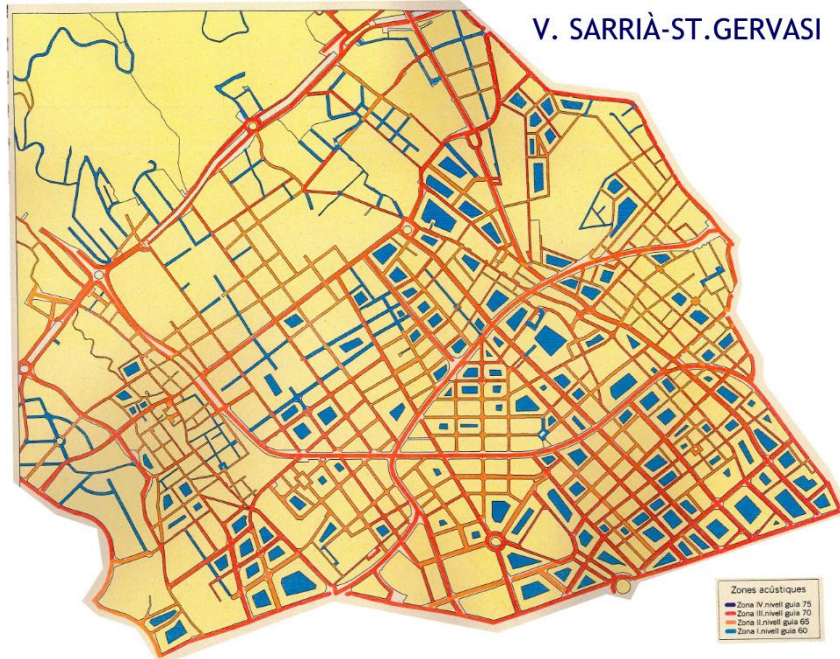 V. SARRIÀ-ST.GERVASI
Zones acústiques
Zona IV.nivell guia 75
Zona III.nivell guia 70
Zona II.nivell guia 65
Zona I.nivell guia 60